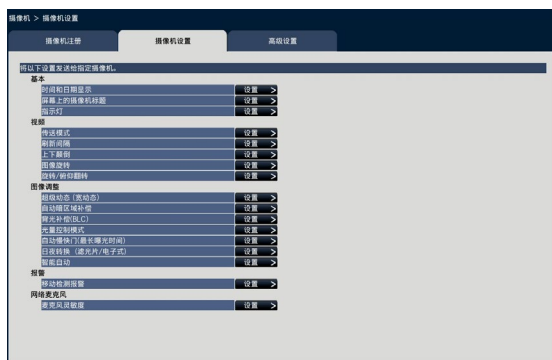 摄像机 > 摄像机设置
摄像机注册 摄像机设置 高级设置
将以下设置发送给指定摄像机。
基本
时间和日期显示 设置 >
屏幕上的摄像机标题 设置 >
指示灯 设置 >
视频
传送模式 设置 >
刷新间隔 设置 >
上下颠倒 设置 >
图像旋转 设置 >
旋转/俯仰翻转 设置 >
图像调整
超级动态(宽动态) 设置 >
自动暗区域补偿 设置 >
背光补偿(BLC) 设置 >
光量控制模式 设置 >
自动慢快门(最长曝光时间) 设置 >
日夜转换(滤光片/电子式) 设置 >
智能自动 设置 >
报警
移动检测报警 设置 >
网络麦克风
麦克风灵敏度 设置 >